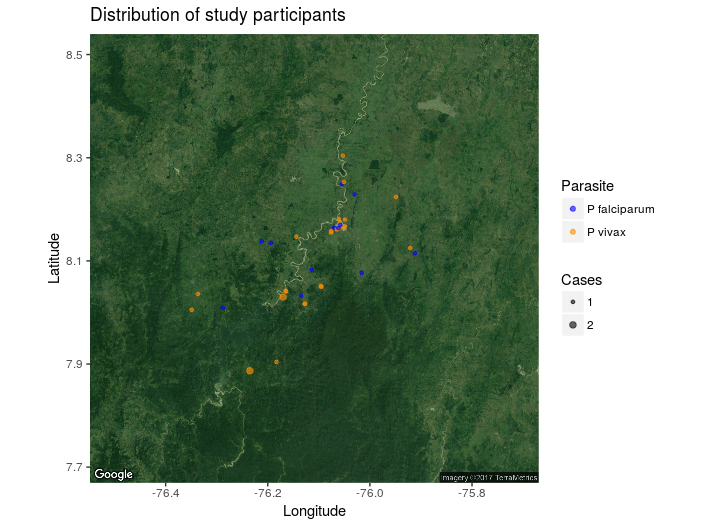 Distribution of study participants
8.5
8.3
8.1
7.9
7.7
Latitude
-76.4
-76.2
-76.0
-75.8
Longitude
Parasite
P falciparum
P vivax
Cases
1
2
Google
Imagery ©2017 TerraMetrics